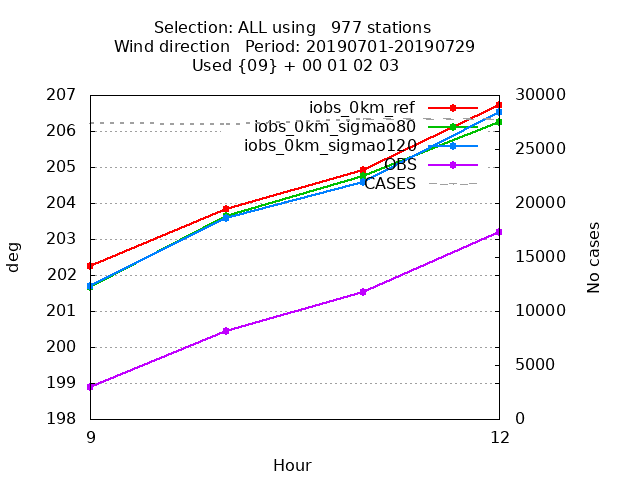 Selection: ALL using   977 stations
Wind direction   Period: 20190701-20190729
Used {09} + 00 01 02 03
207
206
205
204
203
202
201
200
199
198
deg
30000
25000
20000
15000
10000
5000
0
No cases
iobs_0km_ref
iobs_0km_sigmao80
iobs_0km_sigmao120
OBS
CASES
9
12
Hour